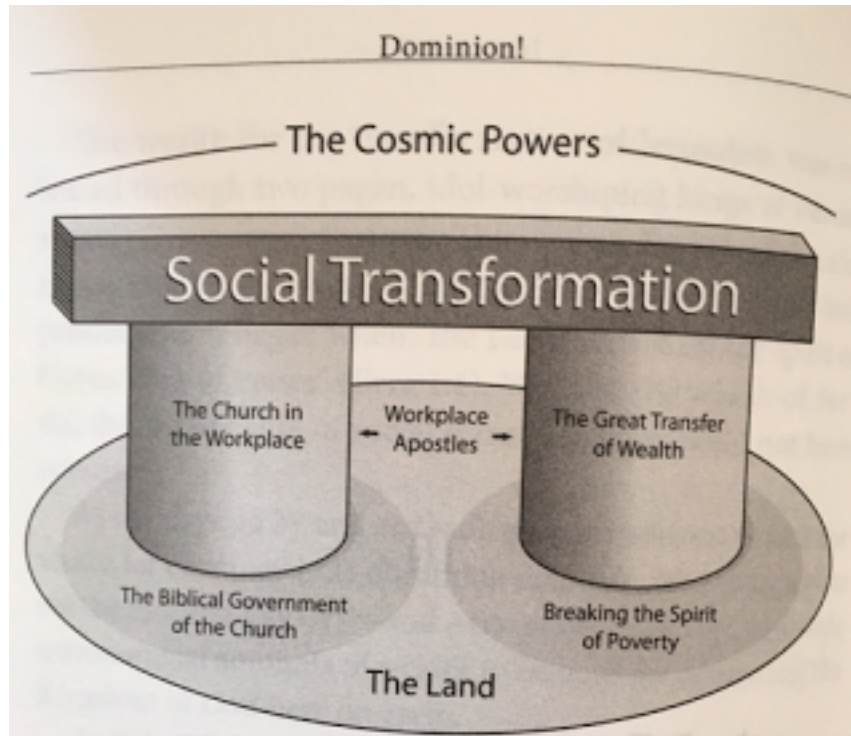 Dominion!
The Cosmic Powers
Social Transformation
The Church in
the Workplace
Workplace
Apostles
The Great Transfer
of Wealth
The Biblical Government
of the Church
Breaking the Spirit
of Poverty
The Land